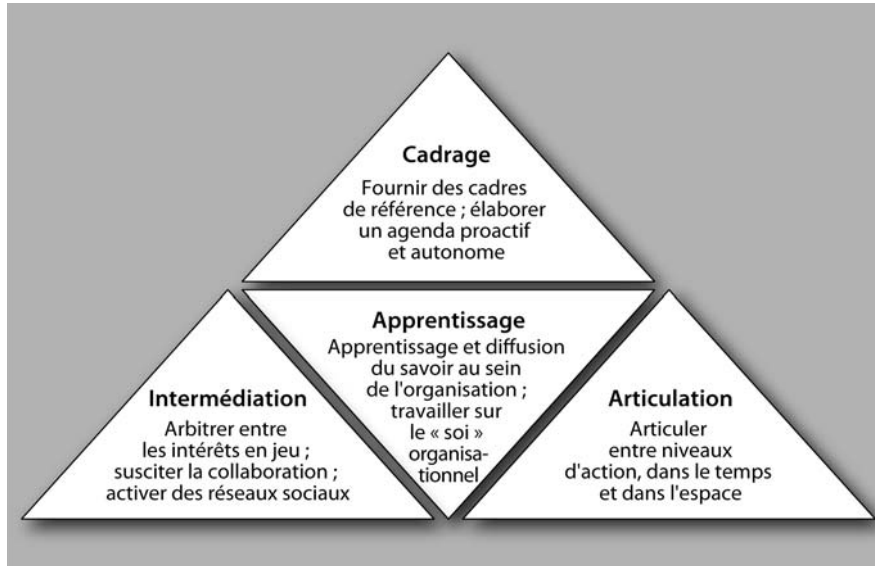 Cadrage
Fournir des cadres
de référence ; élaborer
un agenda proactif
et autonome
Apprentissage
Apprentissage et diffusion
du savoir au sein
de l'organisation ;
travailler sur
le « soi »
organisa-
tionnel
Intermédiation
Arbitrer entre
les intérêts en jeu ;
susciter la collaboration ;
activer des réseaux sociaux
Articulation
Articuler
entre niveaux
d'action, dans le temps
et dans l'espace